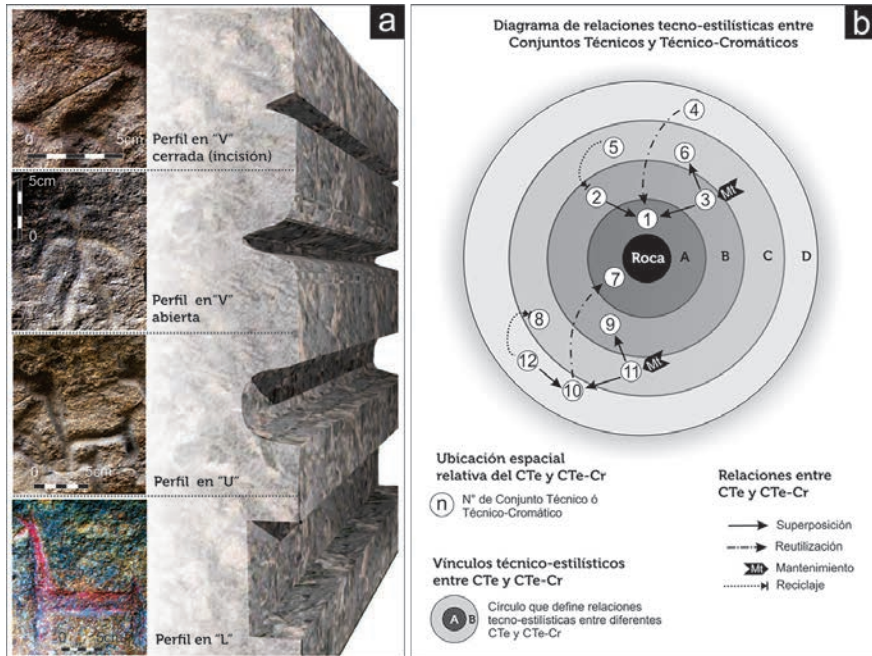 a
0 5cm
Perfil en "V"
cerrada (incisión)
5cm
0
Perfil en "V"
abierta
0 5cm
Perfil en "U"
0 5cm
Perfil en "L"
b
Diagrama de relaciones tecno-estilísticas entre
Conjuntos Técnicos y Técnico-Cromáticos
4
5
6
2
3
Mt
1
Roca
A
B
C
D
7
8
9
12
11
Mt
10
Ubicación espacial
relativa del CTe y CTe-Cr
n
N° de Conjunto Técnico ó
Técnico-Cromático
Vínculos técnico-estilísticos
entre CTe y CTe-Cr
A B
Círculo que define relaciones
tecno-estilísticas entre diferentes
CTe y CTe-Cr
Relaciones entre
CTe y CTe-Cr
Superposición
Reutilización
Mt Mantenimiento
Reciclaje